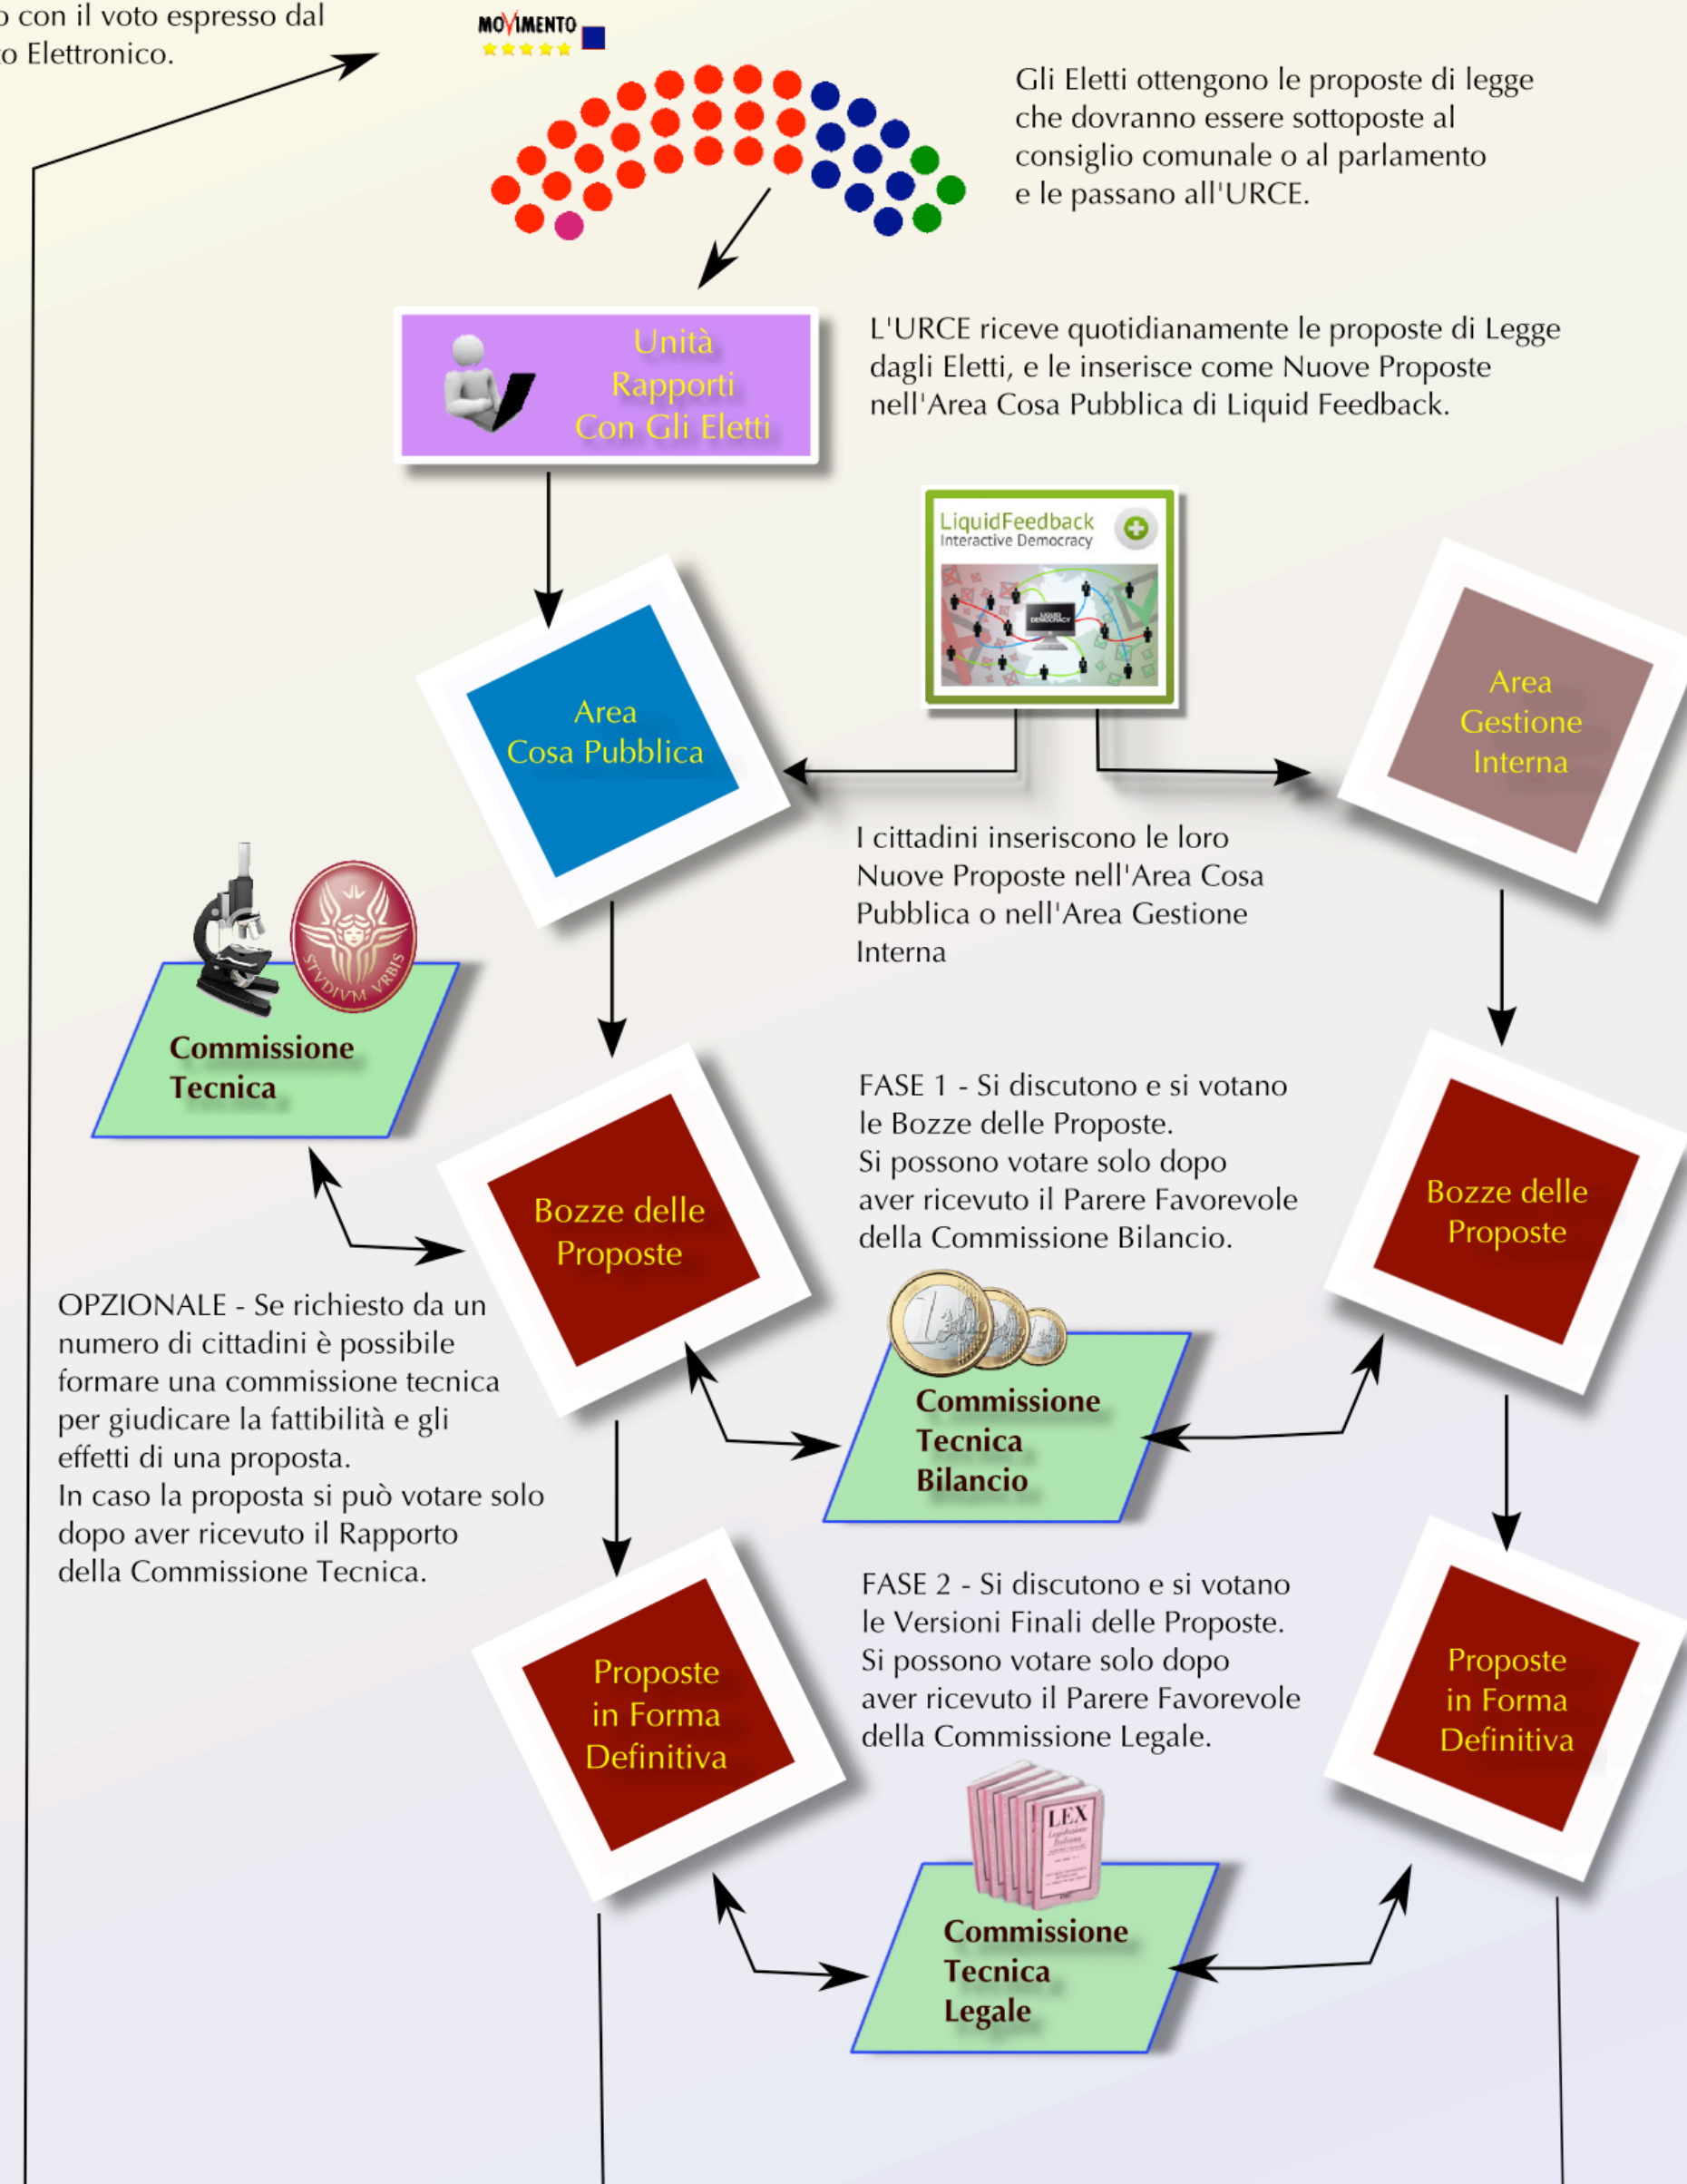 o con il voto espresso dal
to Elettronico.
MOVIMENTO
Gli Eletti ottengono le proposte di legge
che dovranno essere sottoposte al
consiglio comunale o al parlamento
e le passano all'URCE.
Unità
Rapporti
Con Gli Eletti
L'URCE riceve quotidianamente le proposte di Legge
dagli Eletti, e le inserisce come Nuove Proposte
nell'Area Cosa Pubblica di Liquid Feedback.
LiquidFeedback
Interactive Democracy
LIQUID
DEMOCRACY
Area
Cosa Pubblica
Area
Gestione
Interna
I cittadini inseriscono le loro
Nuove Proposte nell'Area Cosa
Pubblica o nell'Area Gestione
Interna
STVDIVM VRBIS
Commissione
Tecnica
FASE 1 - Si discutono e si votano
le Bozze delle Proposte.
Si possono votare solo dopo
aver ricevuto il Parere Favorevole
della Commissione Bilancio.
Bozze delle
Proposte
Bozze delle
Proposte
OPZIONALE - Se richiesto da un
numero di cittadini è possibile
formare una commissione tecnica
per giudicare la fattibilità e gli
effetti di una proposta.
In caso la proposta si può votare solo
dopo aver ricevuto il Rapporto
della Commissione Tecnica.
1
Commissione
Tecnica
Bilancio
FASE 2 - Si discutono e si votano
le Versioni Finali delle Proposte.
Si possono votare solo dopo
aver ricevuto il Parere Favorevole
della Commissione Legale.
Proposte
in Forma
Definitiva
Proposte
in Forma
Definitiva
LEX
Legislazione
Italiana
Commissione
Tecnica
Legale